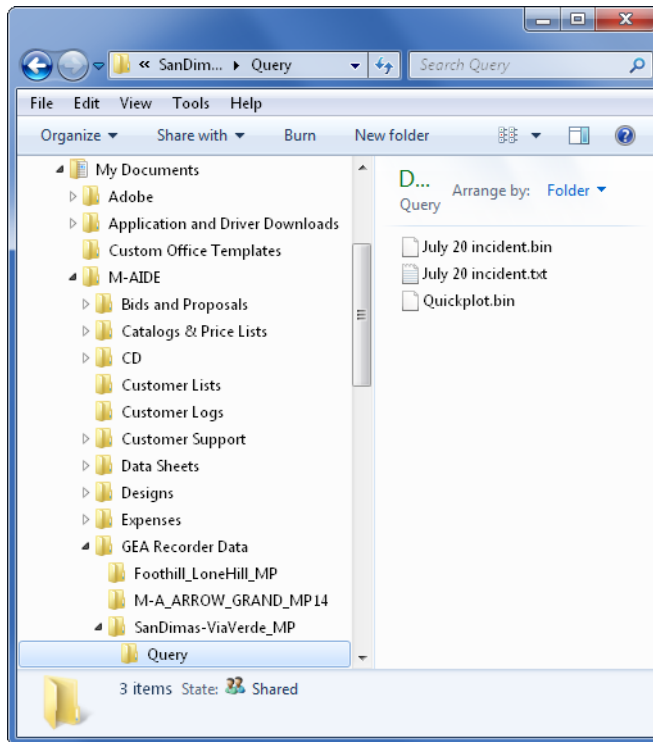 « SanDim... ▸ Query
Search Query
File Edit View Tools Help
Organize Share with Burn New folder
My Documents
Adobe
Application and Driver Downloads
Custom Office Templates
M-AIDE
Bids and Proposals
Catalogs & Price Lists
CD
Customer Lists
Customer Logs
Customer Support
Data Sheets
Designs
Expenses
GEA Recorder Data
Foothill_LoneHill_MP
M-A_ARROW_GRAND_MP14
SanDimas-ViaVerde_MP
Query
D...
Query
Arrange by: Folder
July 20 incident.bin
July 20 incident.txt
Quickplot.bin
3 items State: Shared